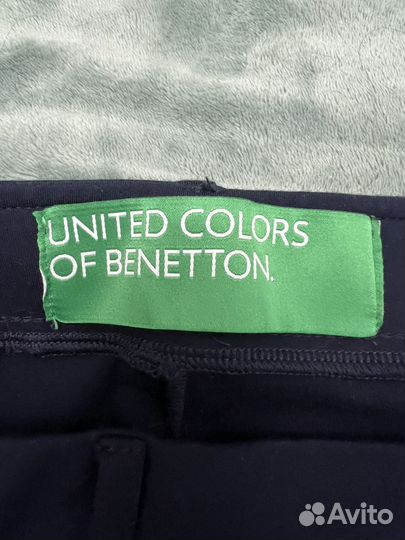 UNITED COLORS
OF BENETTON.
Avito